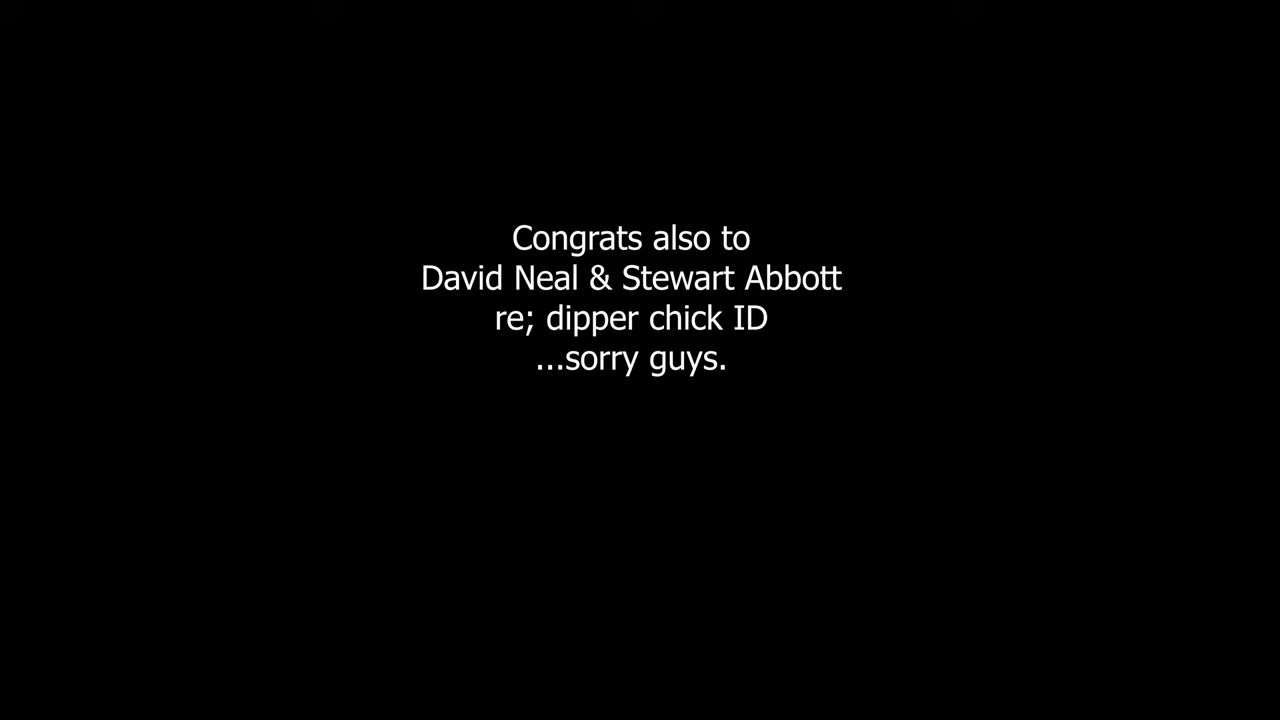 Congrats also to
David Neal & Stewart Abbott
re; dipper chick ID
...sorry guys.